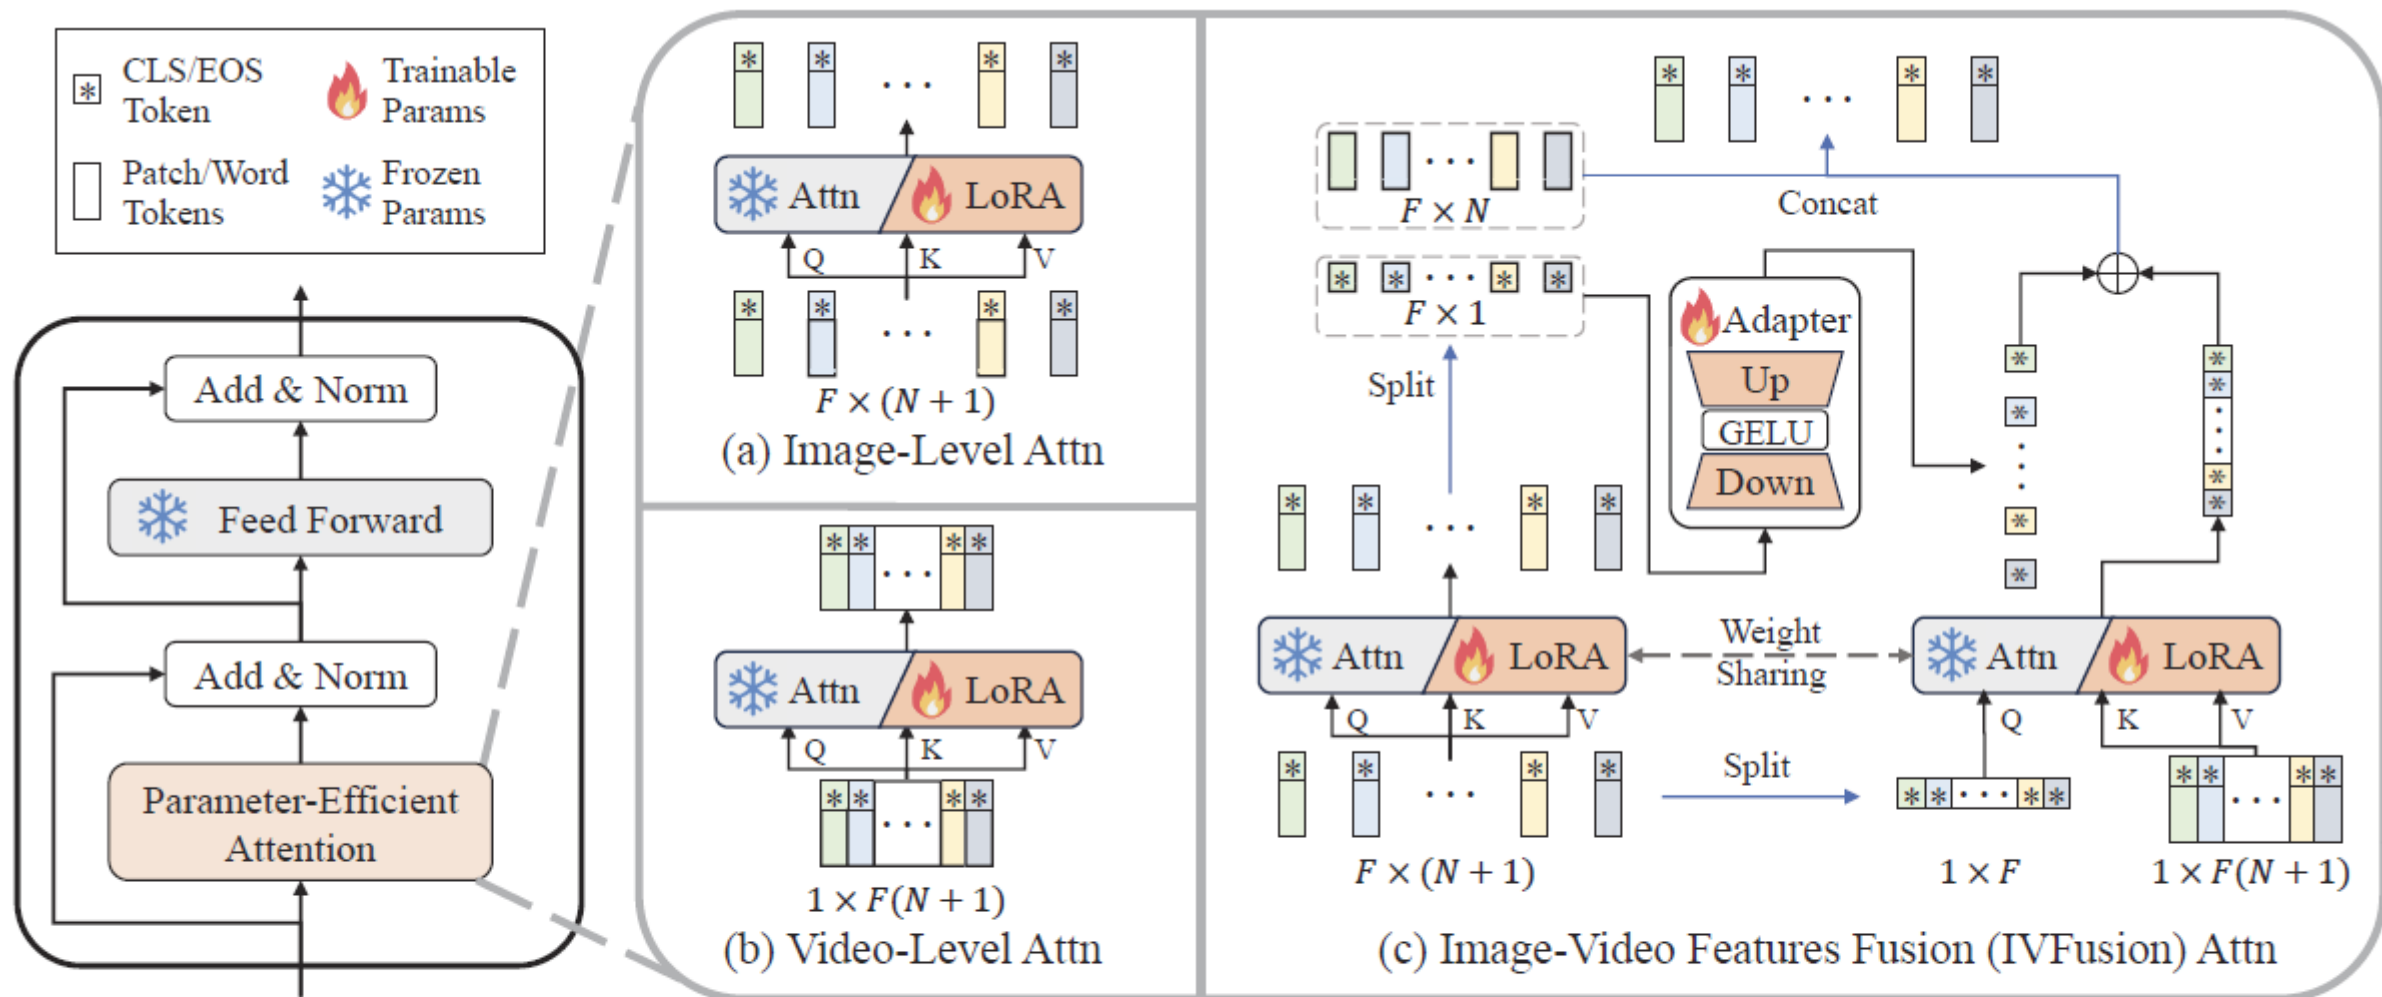 CLS/EOS
Token
Trainable
Params
Patch/Word
Tokens
Frozen
Params
Add & Norm
Feed Forward
Add & Norm
Parameter-Efficient
Attention
* * · · · * *
Attn LoRA
Q K V
* * · · · * *
F × (N + 1)
(a) Image-Level Attn
* * · · · * *
Attn LoRA
Q K V
* * · · · * *
1 × F(N + 1)
(b) Video-Level Attn
* * · · · * *
F × N
Concat
* * · · · * *
F × 1
Split
Adapter
Up
GELU
Down
* * · · · * *
Attn LoRA
Q K V
* * · · · * *
F × (N + 1)
Weight
Sharing
Split
Attn LoRA
Q K V
* * · · · * *
1 × F
* * · · · * *
1 × F(N + 1)
(c) Image-Video Features Fusion (IVFusion) Attn